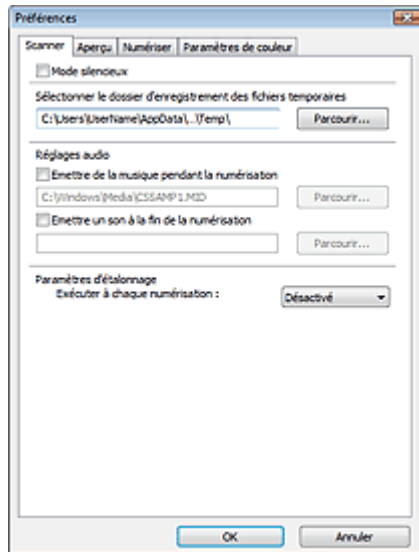 Préférences
Scanner Aperçu Numériser Paramètres de couleur
Mode silencieux
Sélectionner le dossier d'enregistrement des fichiers temporaires
C:\Users\UserName\AppData\...\Temp\ Parcourir...
Réglages audio
Emettre de la musique pendant la numérisation
C:\Windows\Media\CSSAMP1.MID Parcourir...
Emettre un son à la fin de la numérisation
Parcourir...
Paramètres d'étalonnage
Exécuter à chaque numérisation : Désactivé
OK Annuler